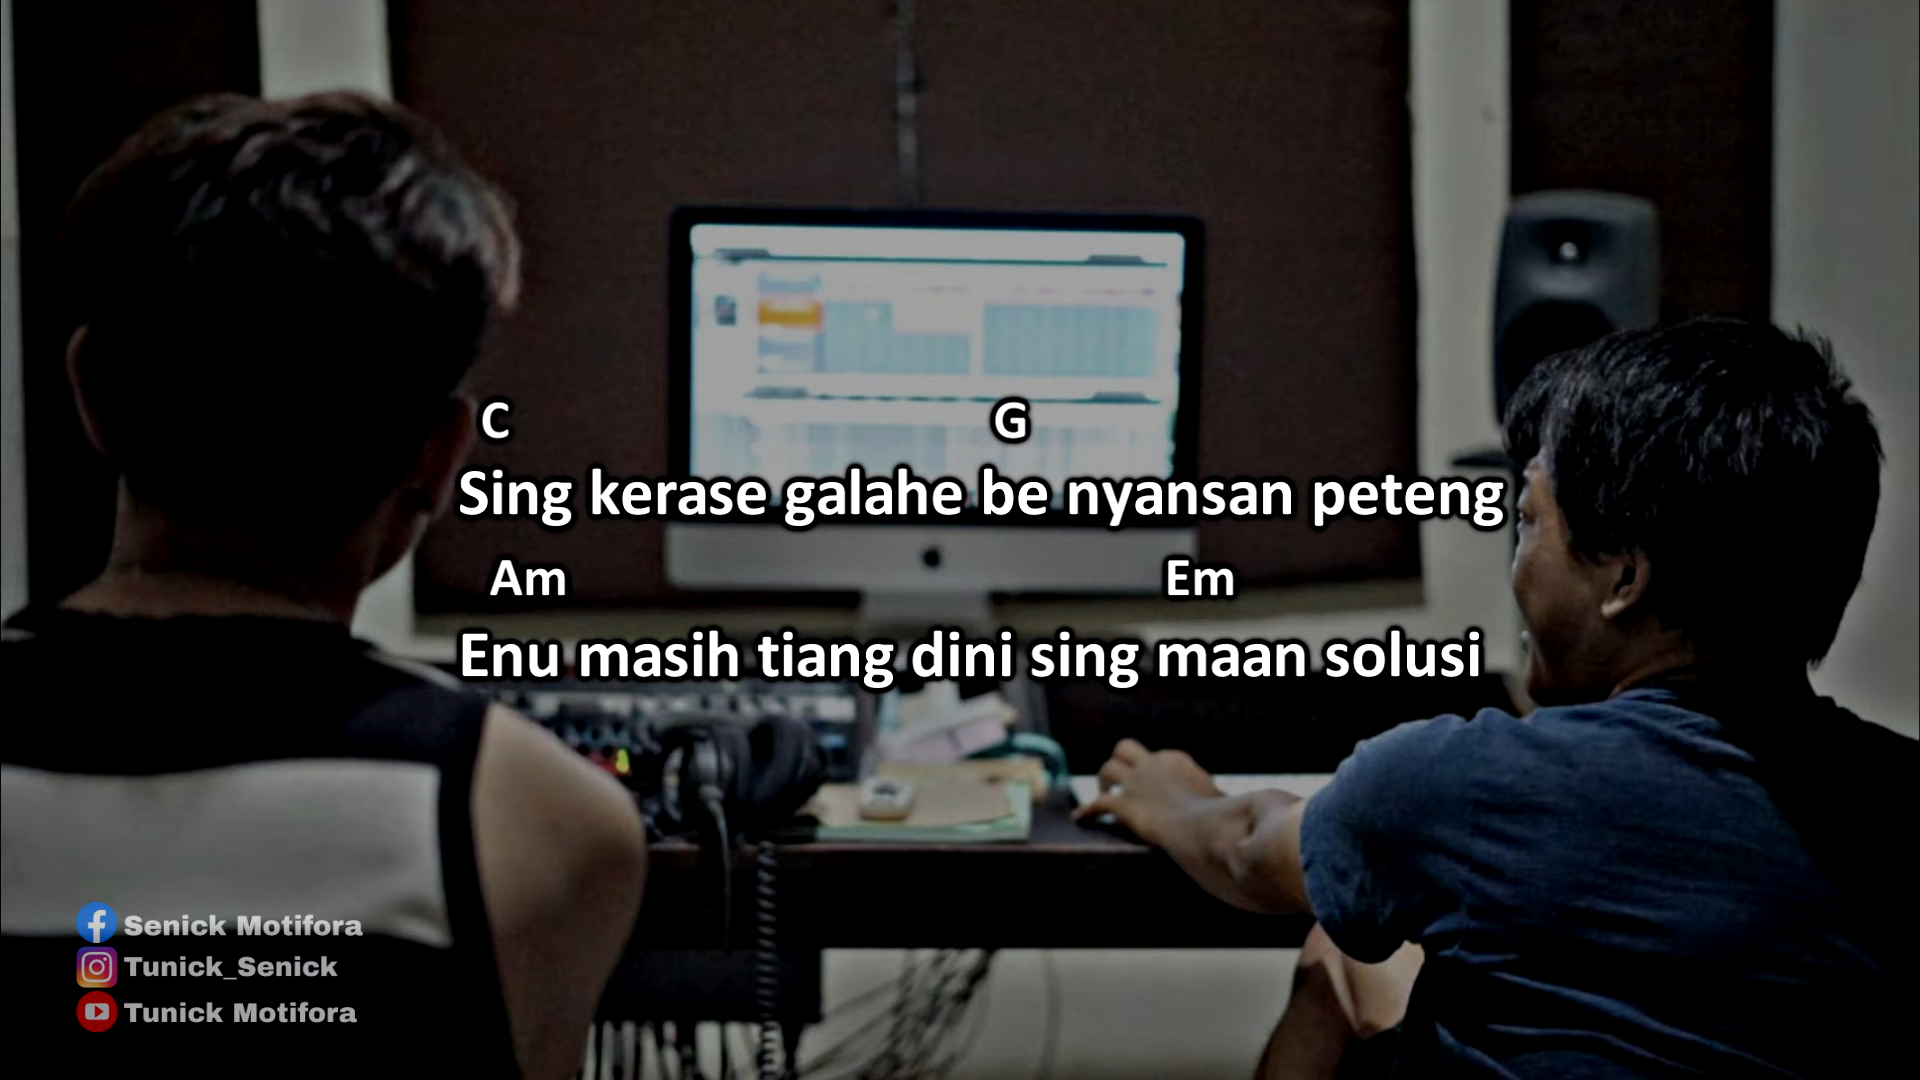 C G
Sing kerase galahe be nyansan peteng
Am Em
Enu masih tiang dini sing maan solusi
Senick Motifora
Tunick_Senick
Tunick Motifora